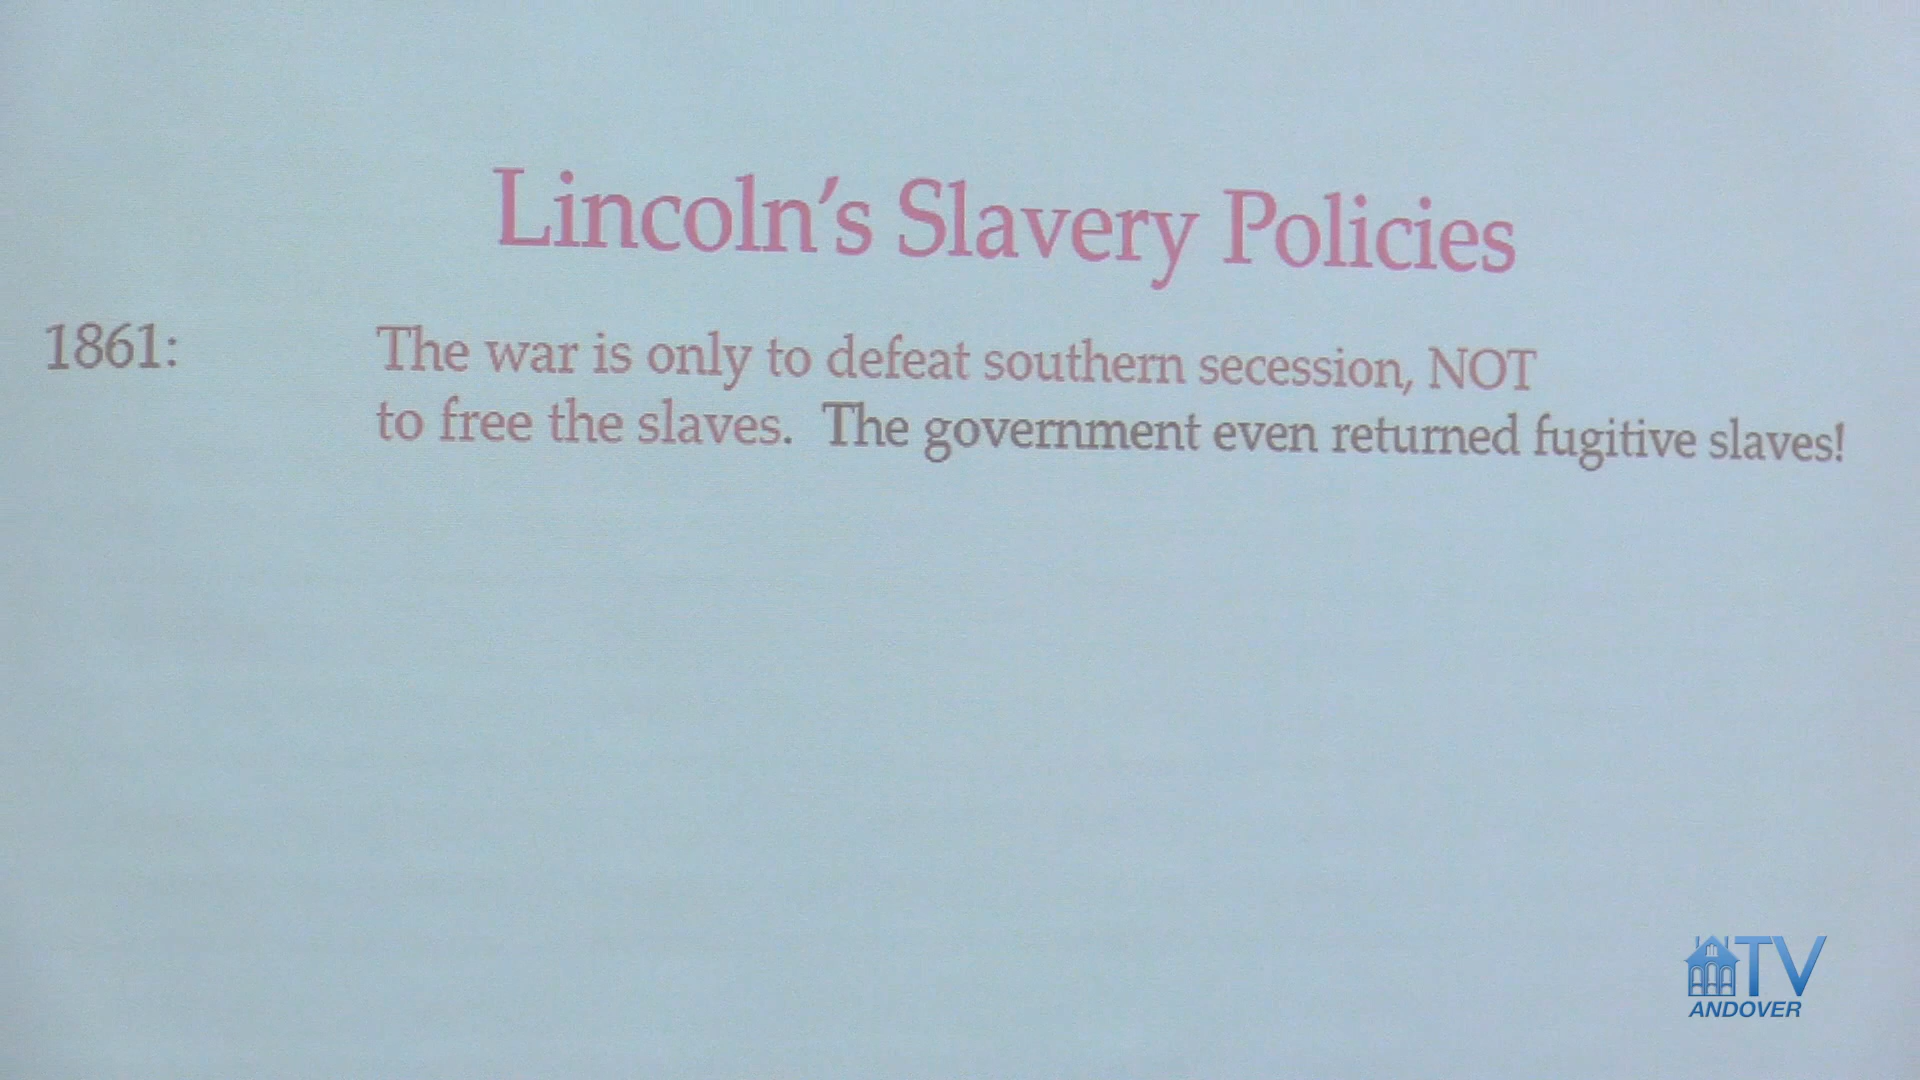 Lincoln's Slavery Policies
1861:
The war is only to defeat southern secession, NOT
to free the slaves.  The government even returned fugitive slaves!
TV
ANDOVER